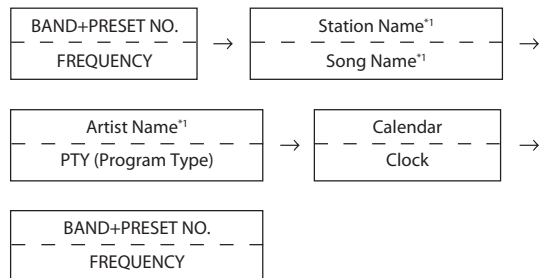 BAND+PRESET NO.
FREQUENCY
→
Station Name*1
Song Name*1
→
Artist Name*1
PTY (Program Type)
→
Calendar
Clock
→
BAND+PRESET NO.
FREQUENCY